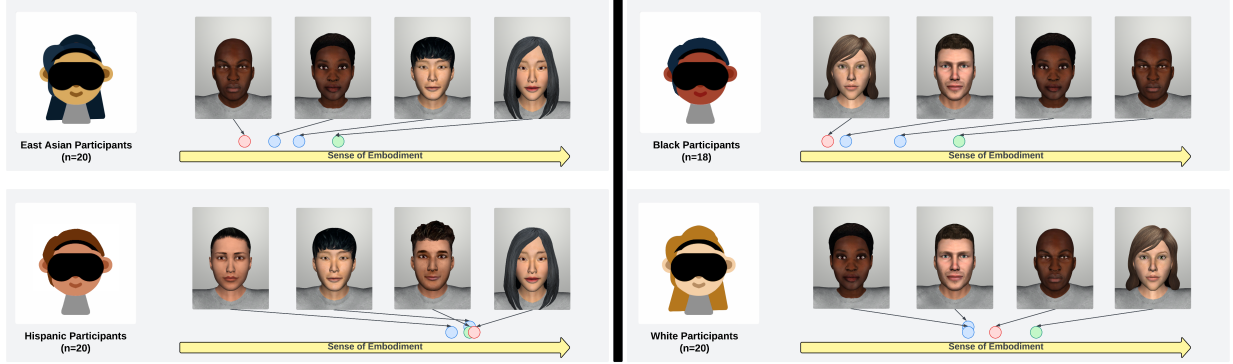 East Asian Participants
(n=20)
Sense of Embodiment
Black Participants
(n=18)
Sense of Embodiment
Hispanic Participants
(n=20)
Sense of Embodiment
White Participants
(n=20)
Sense of Embodiment